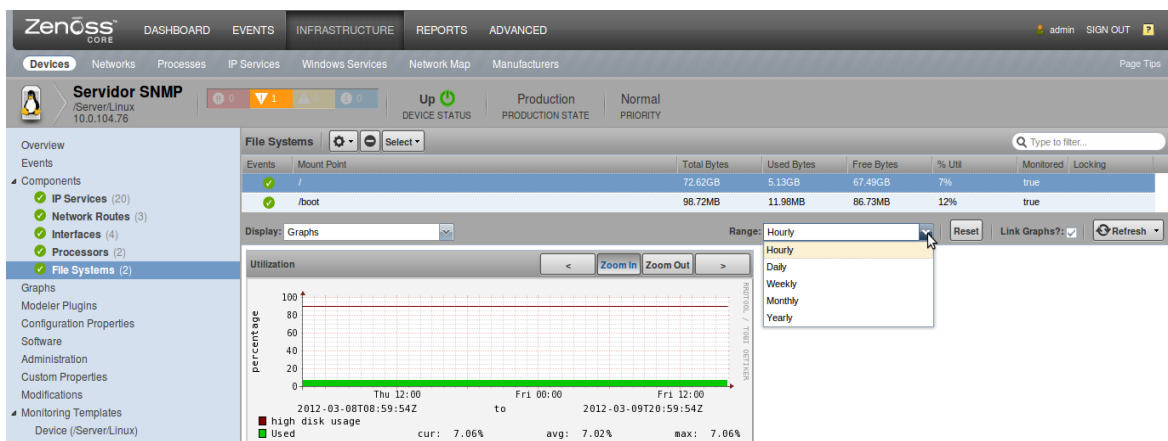 Zenoss™ CORE DASHBOARD EVENTS INFRASTRUCTURE REPORTS ADVANCED admin SIGN OUT ?
Devices Networks Processes IP Services Windows Services Network Map Manufacturers Page Tips
Servidor SNMP
/Server/Linux
10.0.104.76
0 1 0
Up
DEVICE STATUS
Production
PRODUCTION STATE
Normal
PRIORITY
Overview
Events
Components
IP Services (20)
Network Routes (3)
Interfaces (4)
Processors (2)
File Systems (2)
Graphs
Modeler Plugins
Configuration Properties
Software
Administration
Custom Properties
Modifications
Monitoring Templates
Device (/Server/Linux)
File Systems Select Type to filter...
Events Mount Point Total Bytes Used Bytes Free Bytes % Util Monitored Locking
/ 72.62GB 5.13GB 67.49GB 7% true
/boot 98.72MB 11.98MB 86.73MB 12% true
Display: Graphs Range: Hourly Reset Link Graphs?: Refresh
Hourly
Daily
Weekly
Monthly
Yearly
Utilization < Zoom In Zoom Out >
100
80
60
40
20
0
percentage
RRDTOOL / TOBI OETIKER
Thu 12:00 Fri 00:00 Fri 12:00
2012-03-08T08:59:54Z to 2012-03-09T20:59:54Z
high disk usage
Used cur: 7.06% avg: 7.02% max: 7.06%